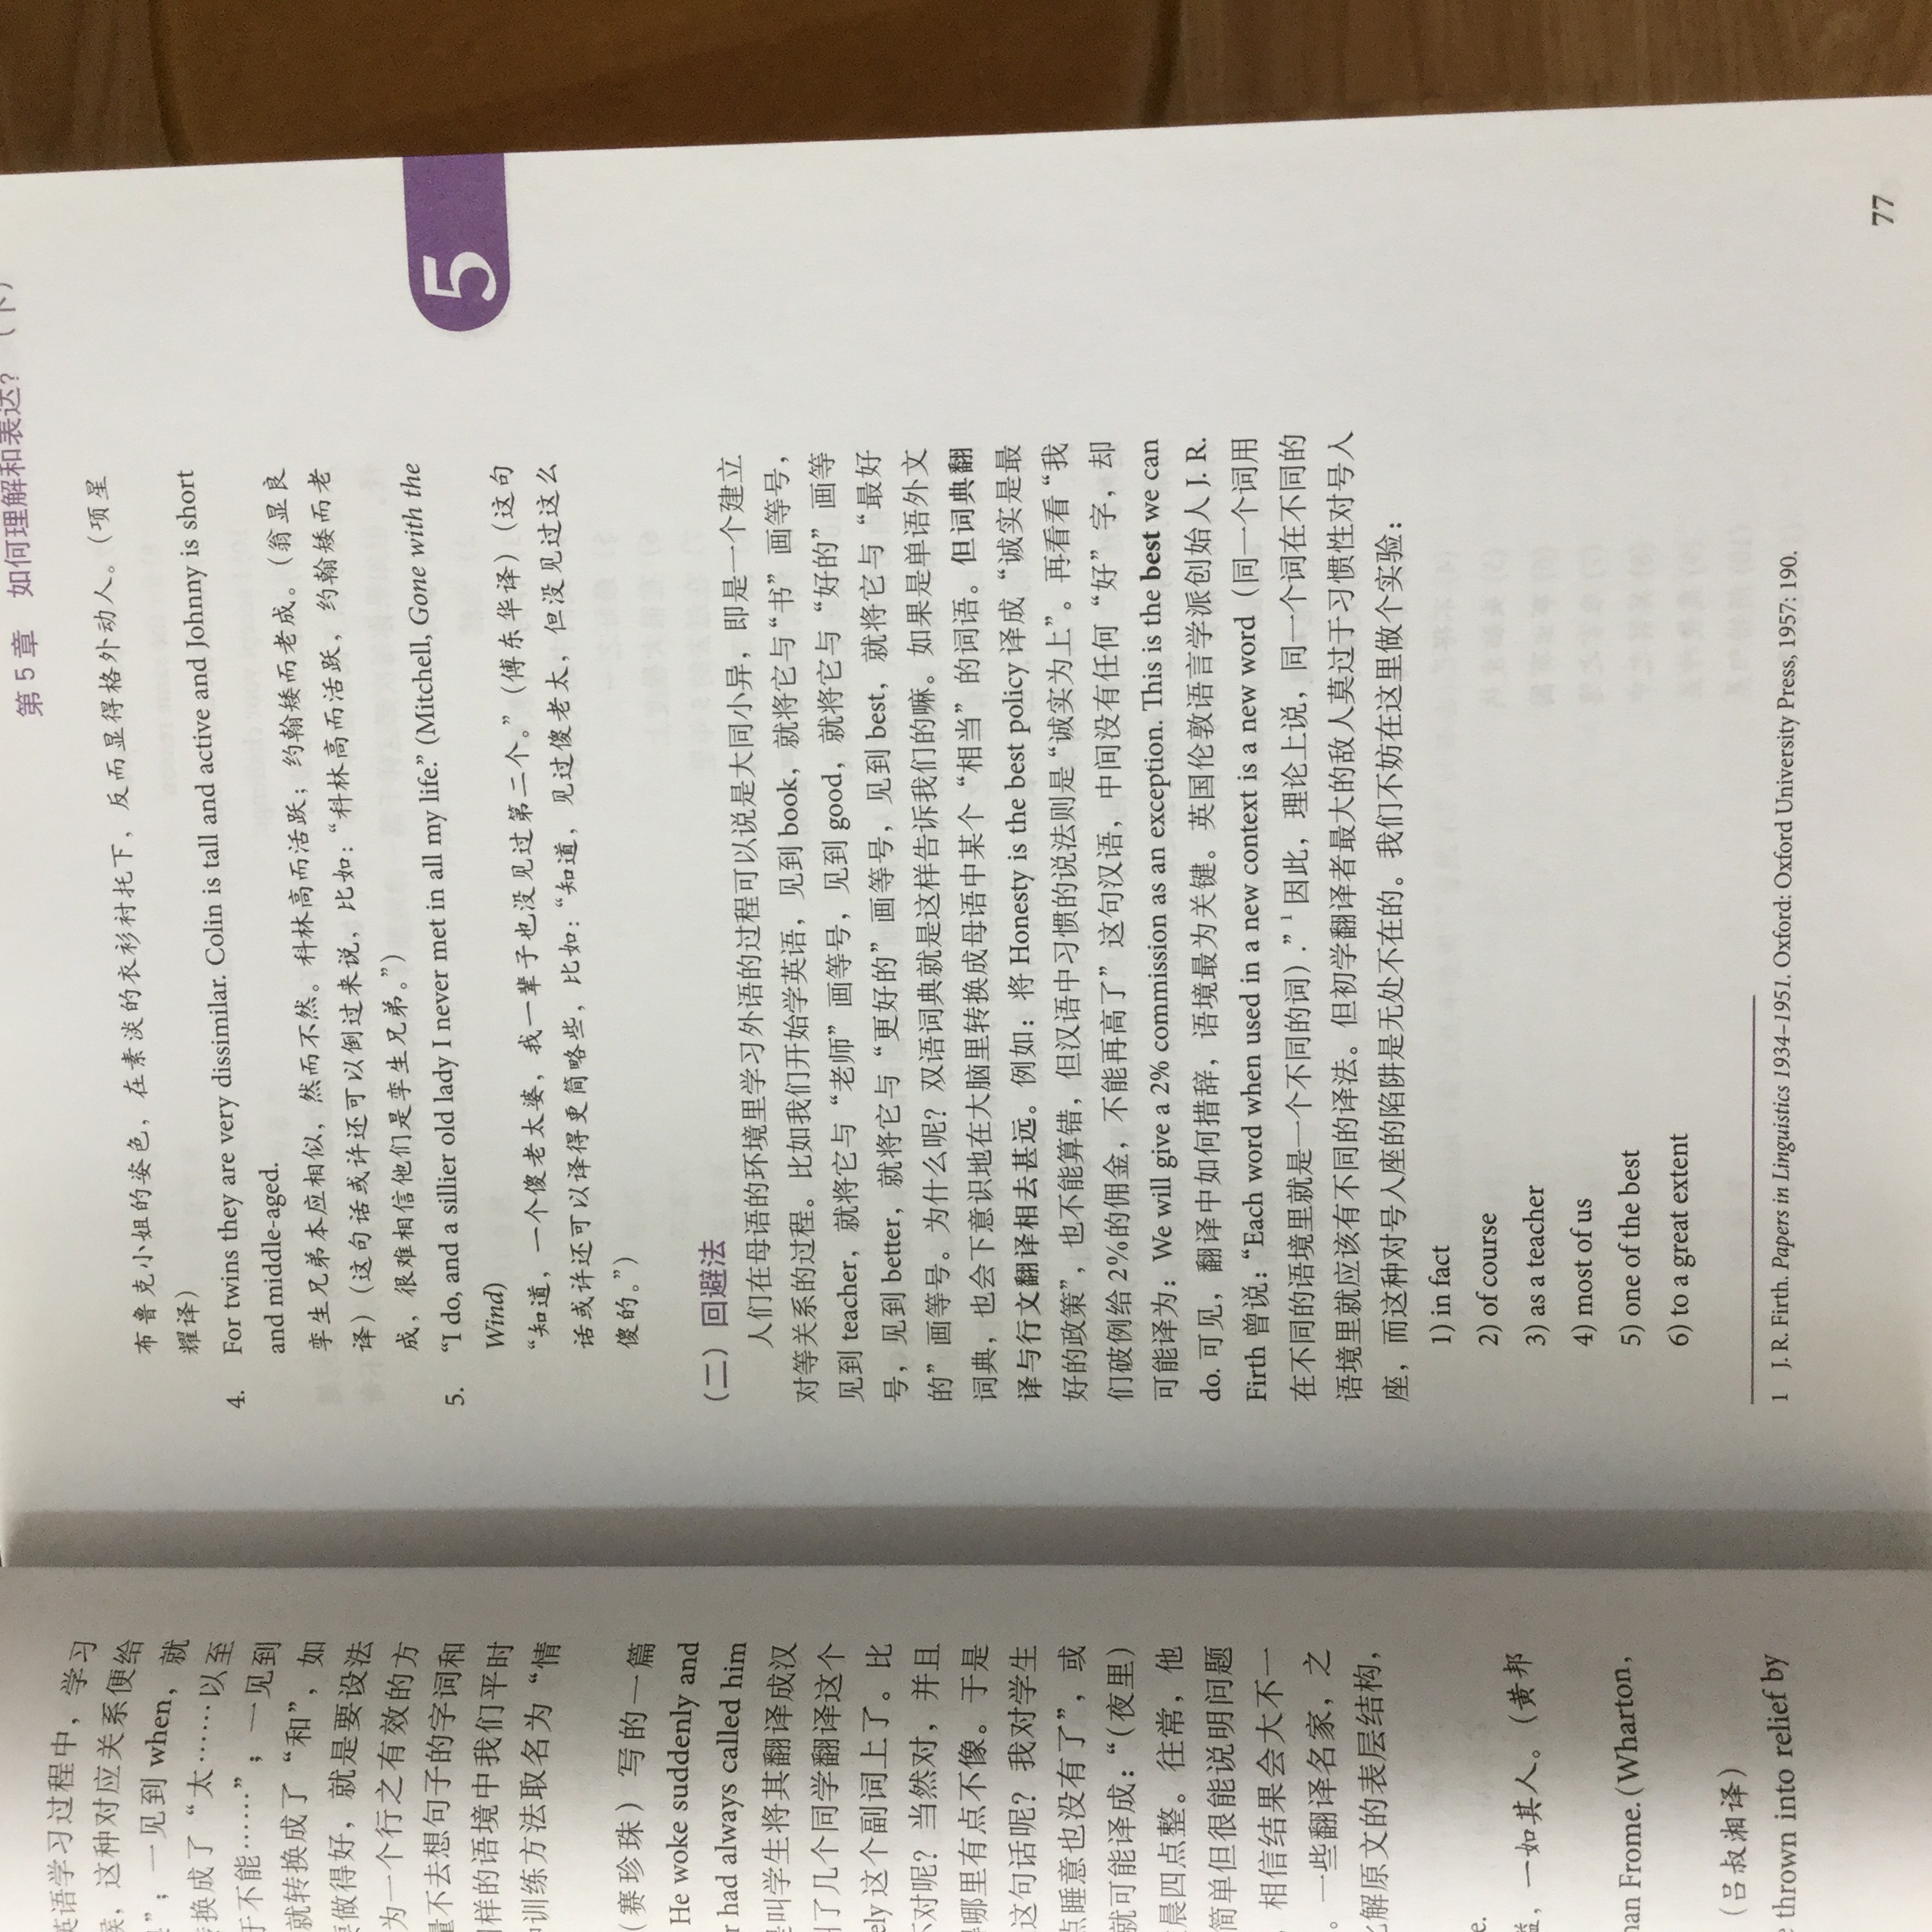 英语学习过程中，学习
这种对应关系便给
”；一见到 when，就
换成了“太……以至
于不能……”；一见到
就转换成了“和”，如
做得好，就是要设法
为一个行之有效的方
量不去想句子的字词和
样的语境中我们平时
训练方法取名为“情
（赛珍珠）写的一篇
He woke suddenly and
had always called him
是叫学生将其翻译成汉
了几个同学翻译这个
ely 这个副词上了。比
不对呢？当然对，并且
哪里有点不像。于是
这句话呢？我对学生
点睡意也没有了”，或
就可能译成：“（夜里）
晨四点整。往常，他
简单但很能说明问题
，相信结果会大不一
。一些翻译名家，之
化解原文的表层结构，
e.
，一如其人。（黄邦
han Frome. (Wharton,
（吕叔湘译）
thrown into relief by
第 5 章 如何理解和表达？（下）
布鲁克小姐的姿色，在素淡的衣衫衬托下，反而显得格外动人。（项星
耀译）
4. For twins they are very dissimilar. Colin is tall and active and Johnny is short
and middle-aged.
孪生兄弟本应相似，然而不然。科林高而活跃；约翰矮而老成。（翁显良
译）（这句话或许还可以倒过来说，比如：“科林高而活跃，约翰矮而老
成，很难相信他们是孪生兄弟。”）
5. “I do, and a sillier old lady I never met in all my life.” (Mitchell, Gone with the
Wind)
“知道，一个傻老太婆，我一辈子也没见过第二个。”（傅东华译）（这句
话或许还可以译得更简略些，比如：“知道，见过傻老太，但没见过这么
傻的。”）
5
（二）回避法
人们在母语的环境里学习外语的过程可以说是大同小异，即是一个建立
对等关系的过程。比如我们开始学英语，见到 book，就将它与“书”画等号，
见到 teacher，就将它与“老师”画等号，见到 good，就将它与“好的”画等
号，见到 better，就将它与“更好的”画等号，见到 best，就将它与“最好
的”画等号。为什么呢？双语词典就是这样告诉我们的嘛。如果是单语外文
词典，也会下意识地在大脑里转换成母语中某个“相当”的词语。但词典翻
译与行文翻译相去甚远。例如：将 Honesty is the best policy 译成“诚实是最
好的政策”，也不能算错，但汉语中习惯的说法则是“诚实为上”。再看看“我
们破例给 2%的佣金，不能再高了”这句汉语，中间没有任何“好”字，却
可能译为：We will give a 2% commission as an exception. This is the best we can
do. 可见，翻译中如何措辞，语境最为关键。英国伦敦语言学派创始人 J. R.
Firth 曾说：“Each word when used in a new context is a new word（同一个词用
在不同的语境里就是一个不同的词）.”1 因此，理论上说，同一个词在不同的
语境里就应该有不同的译法。但初学翻译者最大的敌人莫过于习惯性对号入
座，而这种对号入座的陷阱是无处不在的。我们不妨在这里做个实验：
1) in fact
2) of course
3) as a teacher
4) most of us
5) one of the best
6) to a great extent
1 J. R. Firth. Papers in Linguistics 1934–1951. Oxford: Oxford University Press, 1957: 190.
77